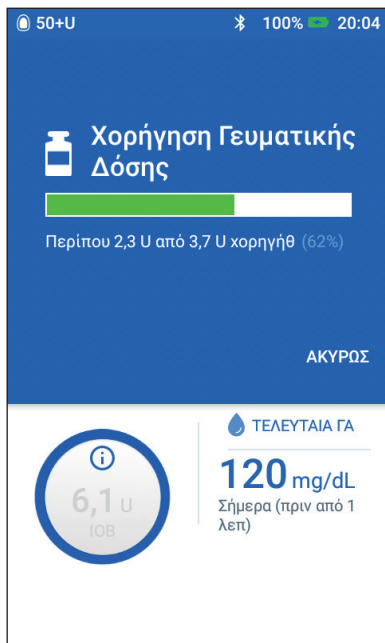 50+U 100% 20:04
Χορήγηση Γευματικής
Δόσης
Περίπου 2,3 U από 3,7 U χορηγήθ (62%)
ΑΚΥΡΩΣ
6,1 U
IOB
ΤΕΛΕΥΤΑΙΑ ΓΑ
120 mg/dL
Σήμερα (πριν από 1
λεπ)